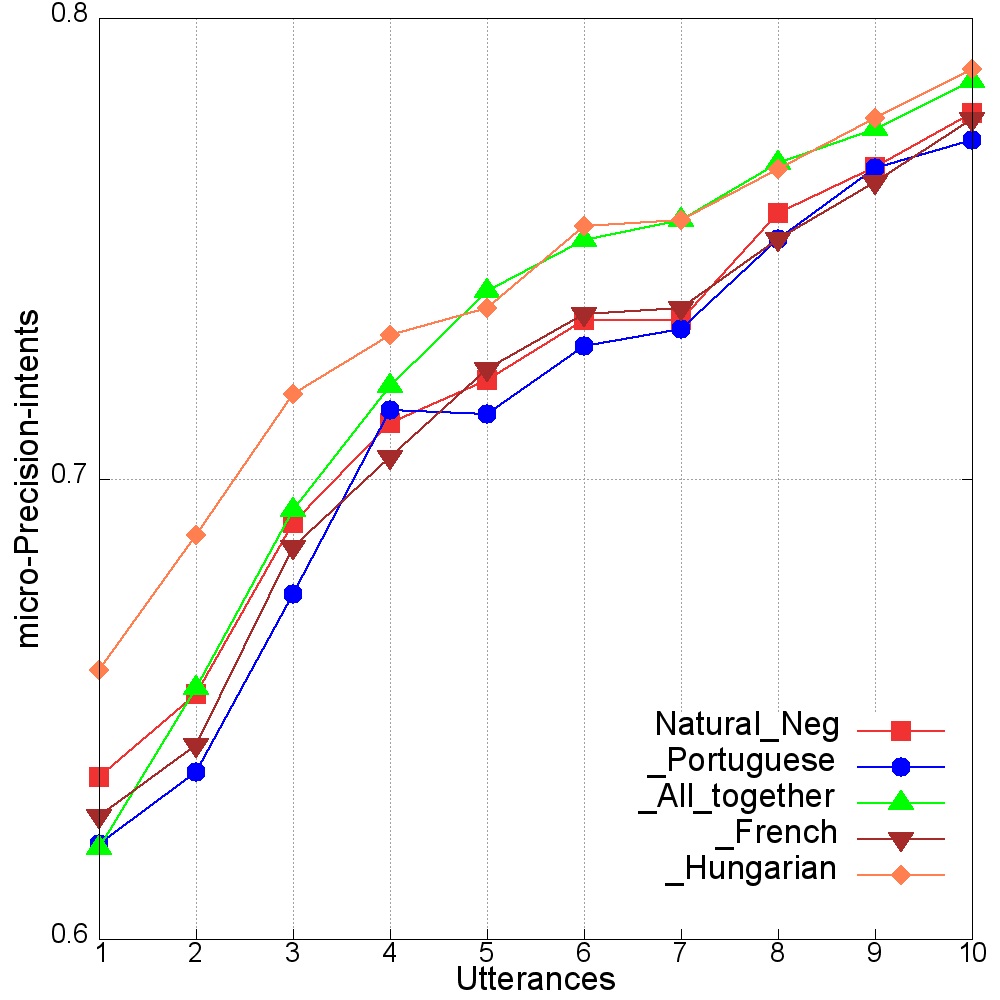 0.8
0.7
0.6
micro-Precision-intents
1 2 3 4 5 6 7 8 9 10
Utterances
Natural_Neg
_Portuguese
_All_together
_French
_Hungarian